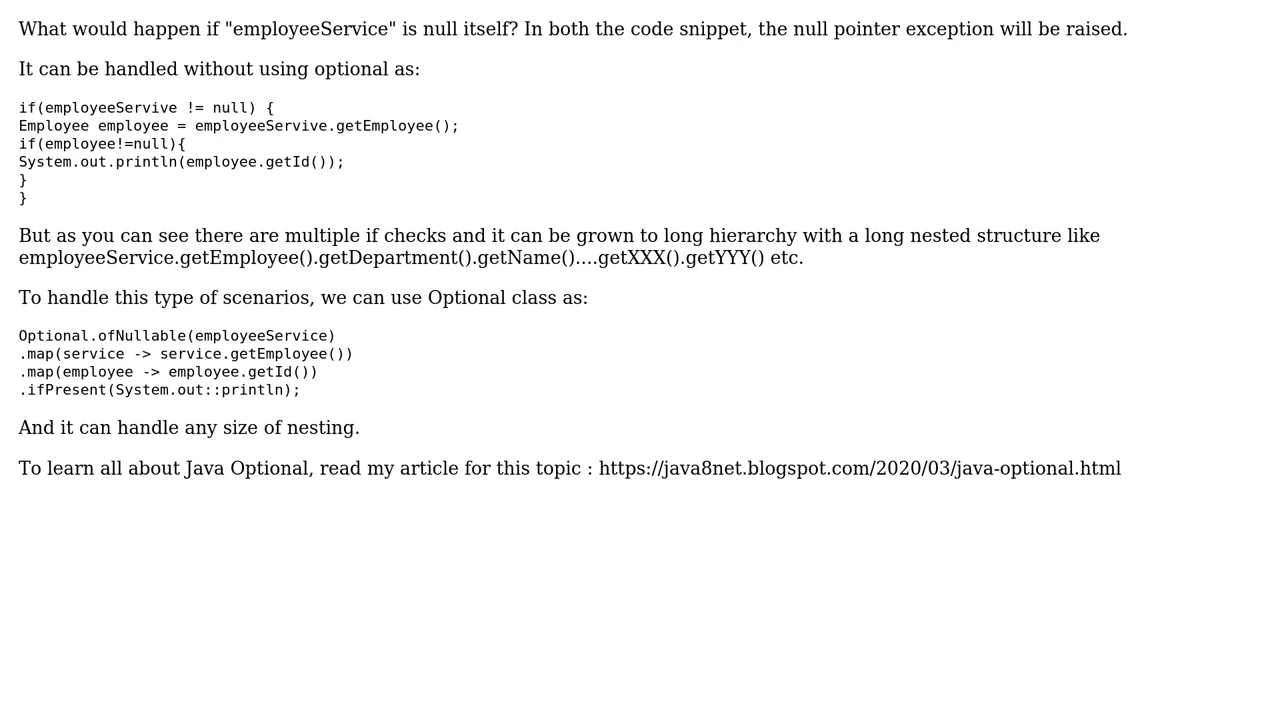 What would happen if "employeeService" is null itself? In both the code snippet, the null pointer exception will be raised.
It can be handled without using optional as:
if(employeeServive != null) {
Employee employee = employeeServive.getEmployee();
if(employee!=null){
System.out.println(employee.getId());
}
}
But as you can see there are multiple if checks and it can be grown to long hierarchy with a long nested structure like
employeeService.getEmployee().getDepartment().getName()....getXXX().getYYY() etc.
To handle this type of scenarios, we can use Optional class as:
Optional.ofNullable(employeeService)
.map(service -> service.getEmployee())
.map(employee -> employee.getId())
.ifPresent(System.out::println);
And it can handle any size of nesting.
To learn all about Java Optional, read my article for this topic : https://java8net.blogspot.com/2020/03/java-optional.html